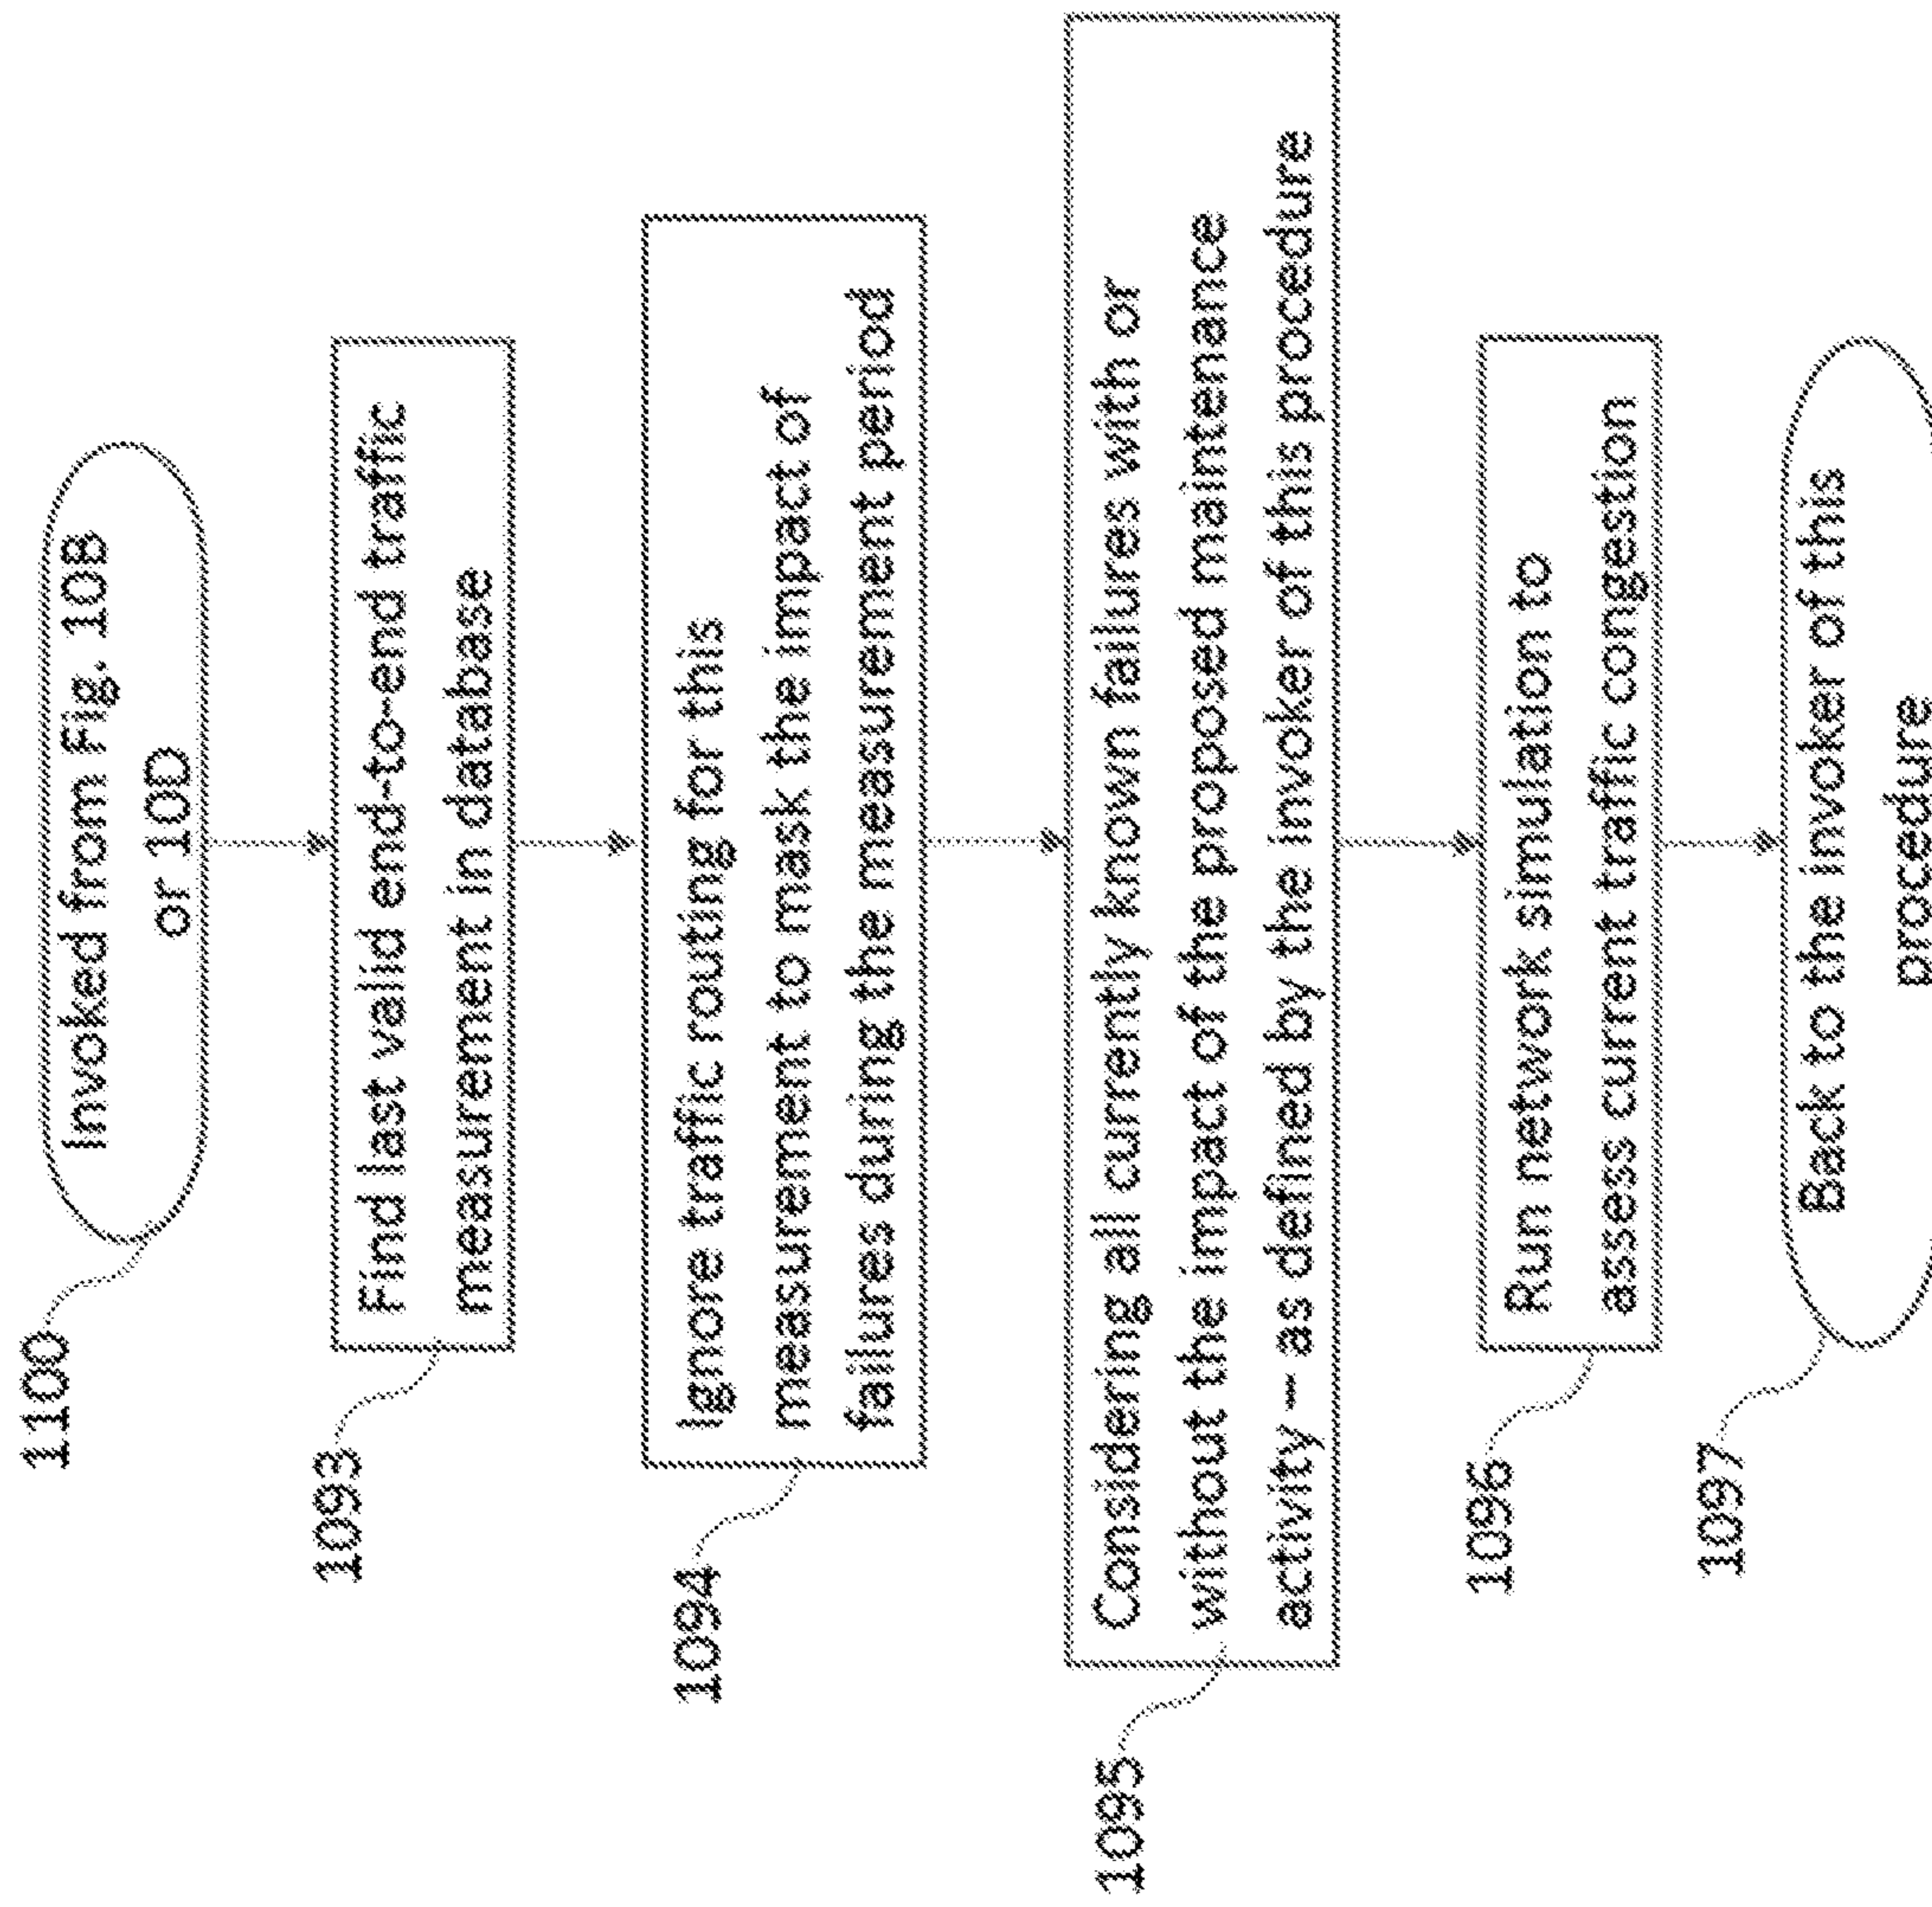 1100
Invoked from Fig. 10B
or 10D
1093
Find last valid end-to-end traffic
measurement in database
1094
Ignore traffic routing for this
measurement to mask the impact of
failures during the measurement period
1095
Considering all currently known failures with or
without the impact of the proposed maintenance
activity – as defined by the invoker of this procedure
1096
Run network simulation to
assess current traffic congestion
1097
Back to the invoker of this
procedure